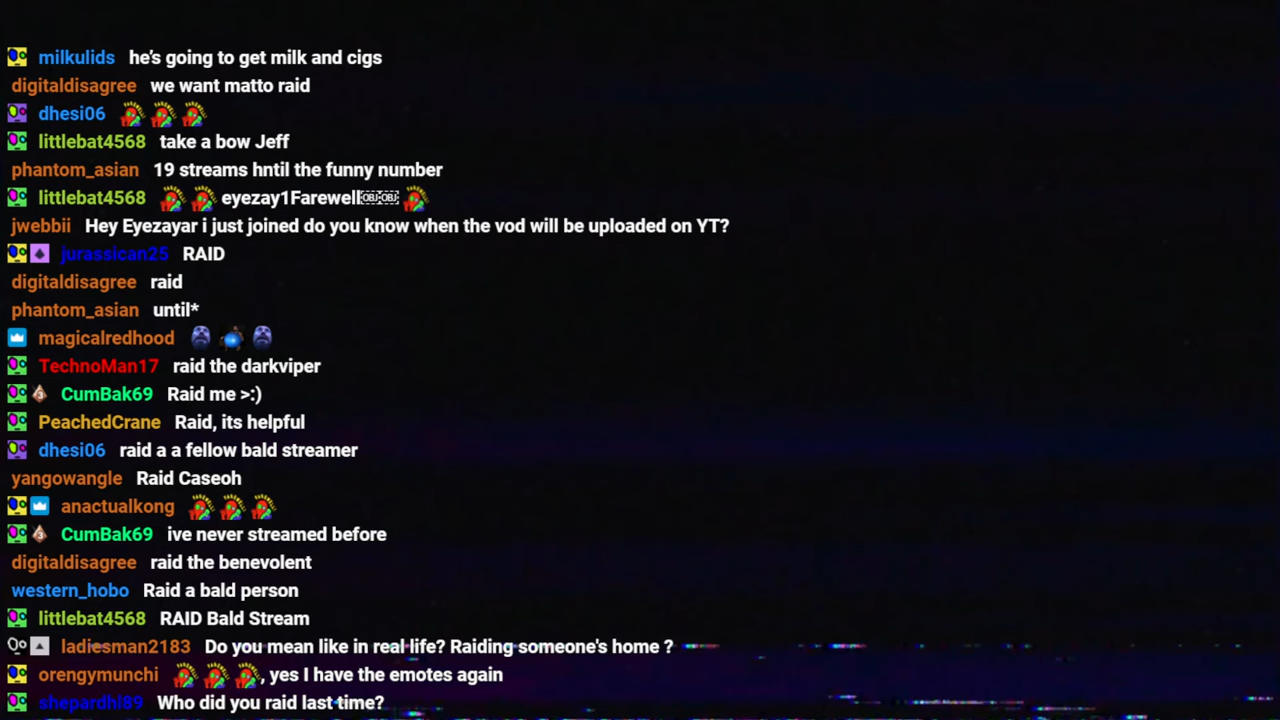 milkulids he's going to get milk and cigs
digitaldisagree we want matto raid
dhesi06
littlebat4568 take a bow Jeff
phantom_asian 19 streams hntil the funny number
littlebat4568 eyezay1Farewell￼￼
jwebbii Hey Eyezayar i just joined do you know when the vod will be uploaded on YT?
jurassican25 RAID
digitaldisagree raid
phantom_asian until*
magicalredhood
TechnoMan17 raid the darkviper
CumBak69 Raid me >:)
PeachedCrane Raid, its helpful
dhesi06 raid a a fellow bald streamer
yangowangle Raid Caseoh
anactualkong
CumBak69 ive never streamed before
digitaldisagree raid the benevolent
western_hobo Raid a bald person
littlebat4568 RAID Bald Stream
ladiesman2183 Do you mean like in real life? Raiding someone's home ?
orengymunchi , yes I have the emotes again
shepardhl89 Who did you raid last time?